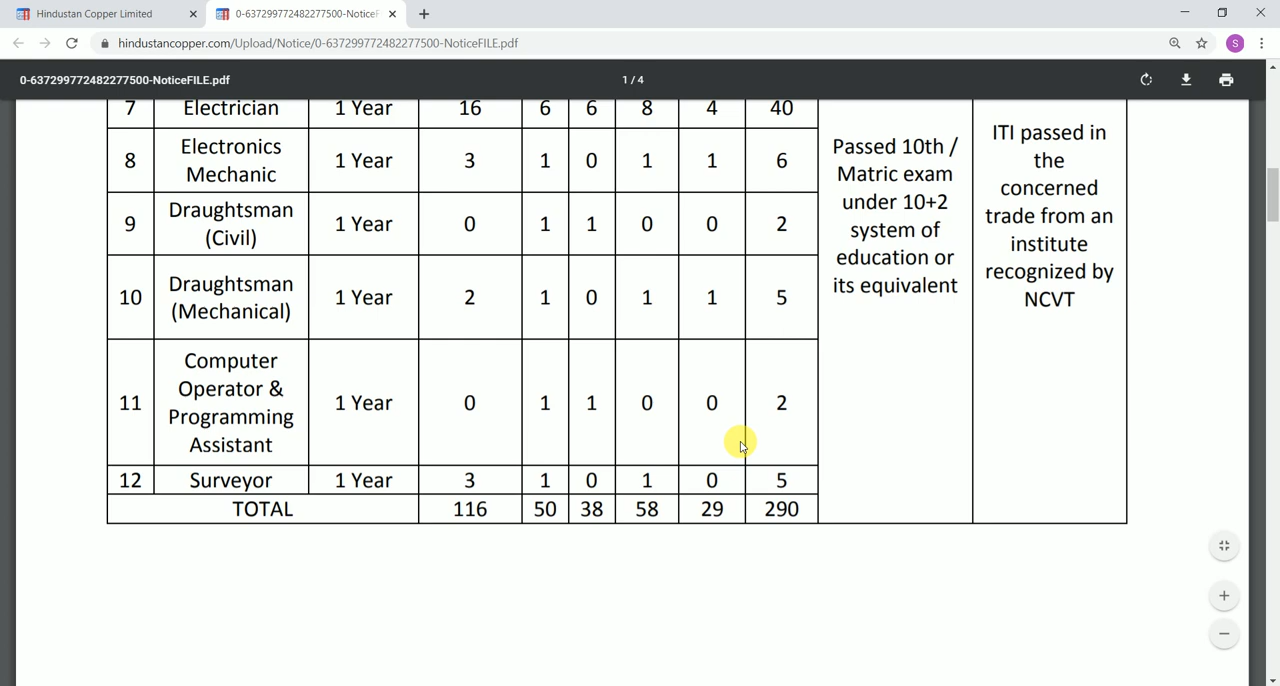 Hindustan Copper Limited
0-637299772482277500-NoticeF
hindustancopper.com/Upload/Notice/0-637299772482277500-NoticeFILE.pdf
S
0-637299772482277500-NoticeFILE.pdf
1 / 4
7 Electrician 1 Year 16 6 6 8 4 40
8 Electronics Mechanic 1 Year 3 1 0 1 1 6
9 Draughtsman (Civil) 1 Year 0 1 1 0 0 2
10 Draughtsman (Mechanical) 1 Year 2 1 0 1 1 5
11 Computer Operator & Programming Assistant 1 Year 0 1 1 0 0 2
12 Surveyor 1 Year 3 1 0 1 0 5
TOTAL 116 50 38 58 29 290
Passed 10th /
Matric exam
under 10+2
system of
education or
its equivalent
ITI passed in
the
concerned
trade from an
institute
recognized by
NCVT